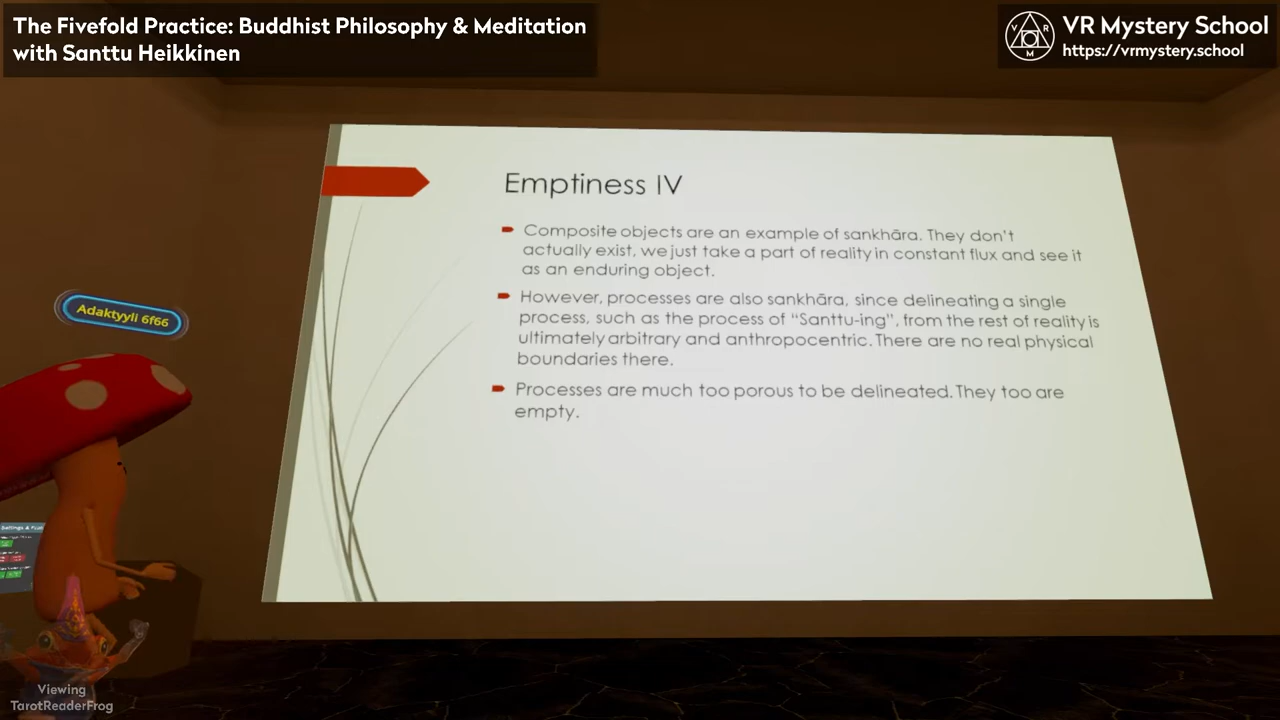 The Fivefold Practice: Buddhist Philosophy & Meditation
with Santtu Heikkinen
VR Mystery School
https://vrmystery.school
V R
M
Emptiness IV
Composite objects are an example of sankhāra. They don't
actually exist, we just take a part of reality in constant flux and see it
as an enduring object.
However, processes are also sankhāra, since delineating a single
process, such as the process of "Santtu-ing", from the rest of reality is
ultimately arbitrary and anthropocentric. There are no real physical
boundaries there.
Processes are much too porous to be delineated. They too are
empty.
Adaktyyli 6f66
Viewing
TarotReaderFrog